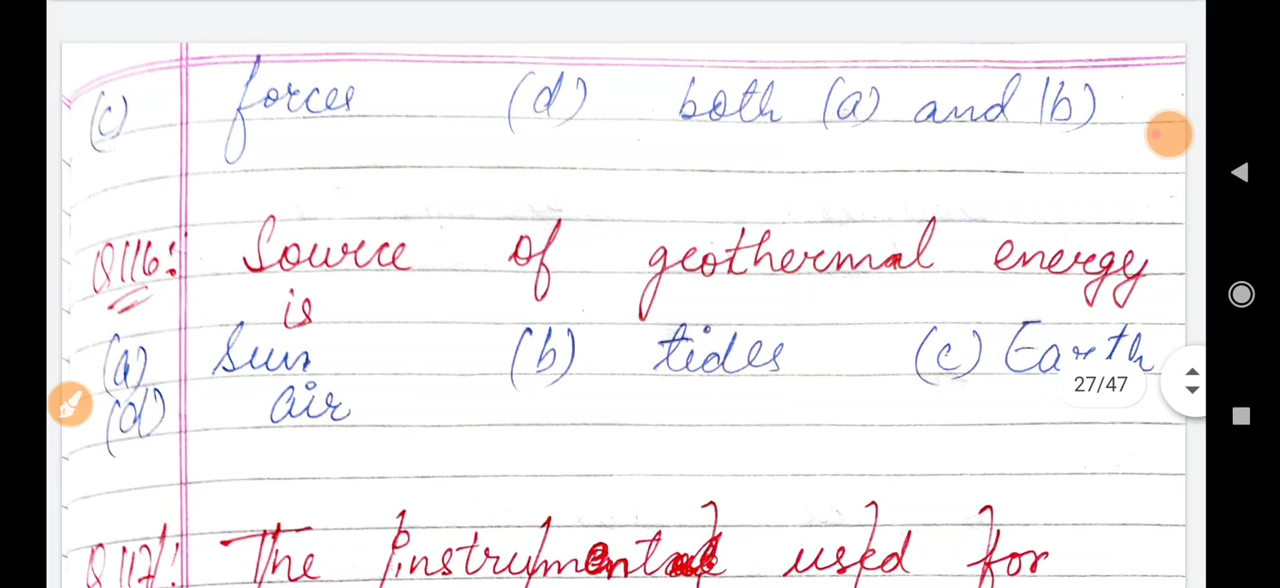 (c) forces (d) both (a) and (b)
Q116: Source of geothermal energy
is
(a) Sun (b) tides (c) Earth
27/47
(d) air
Q117: The instrument used for